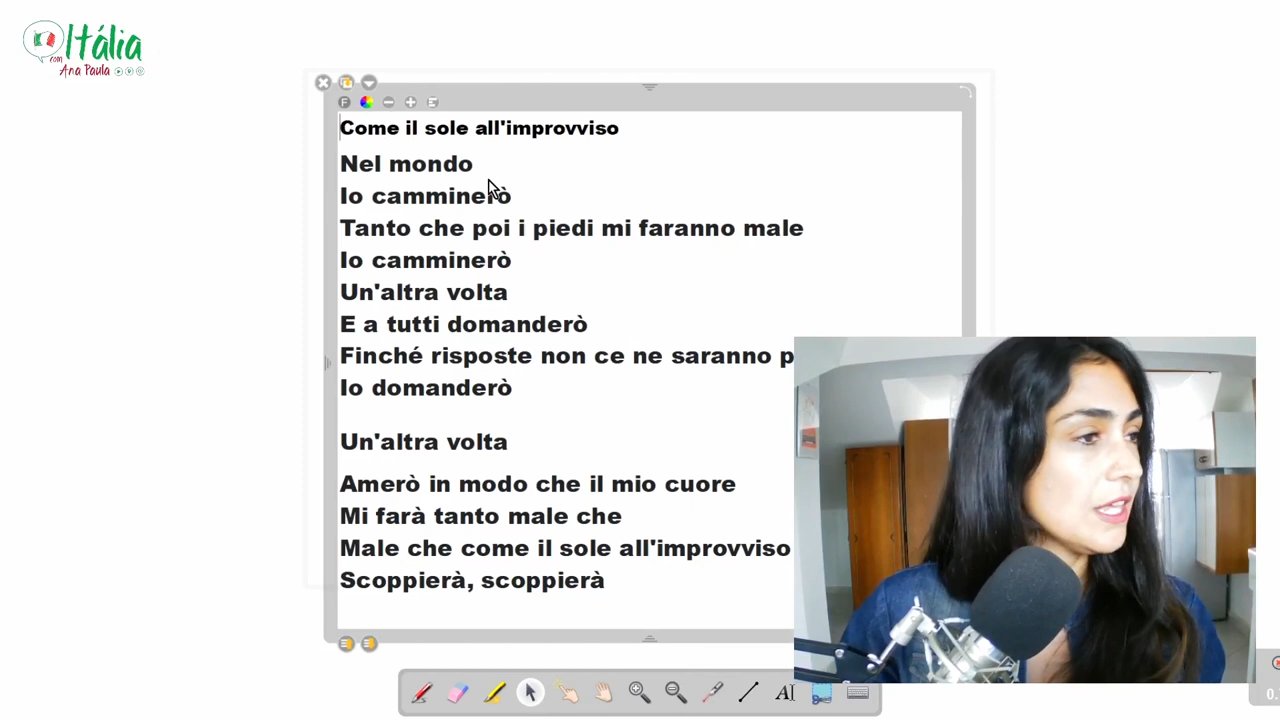 Itália
com
Ana Paula
Come il sole all'improvviso
Nel mondo
Io camminerò
Tanto che poi i piedi mi faranno male
Io camminerò
Un'altra volta
E a tutti domanderò
Finché risposte non ce ne saranno p
Io domanderò
Un'altra volta
Amerò in modo che il mio cuore
Mi farà tanto male che
Male che come il sole all'improvviso
Scoppierà, scoppierà